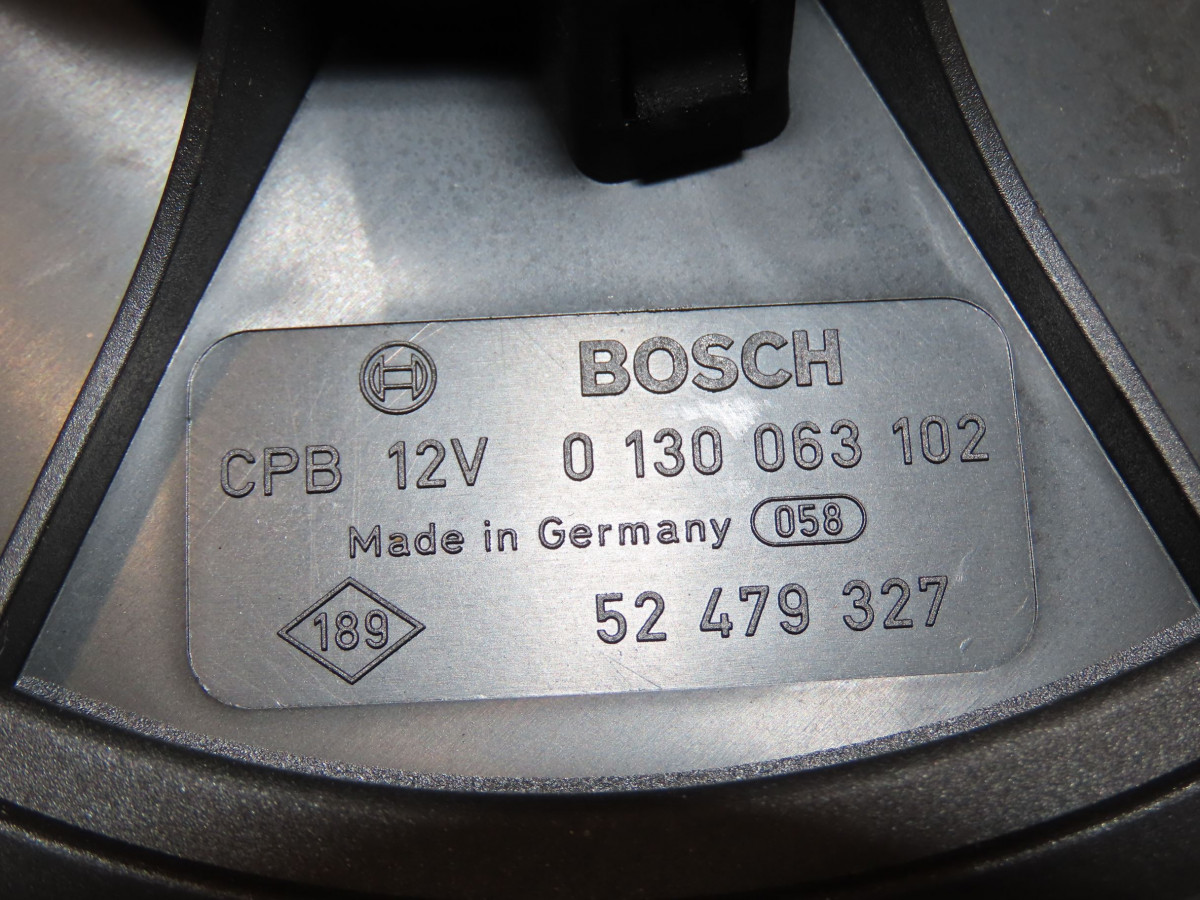 BOSCH
CPB 12V 0 130 063 102
Made in Germany 058
189 52 479 327